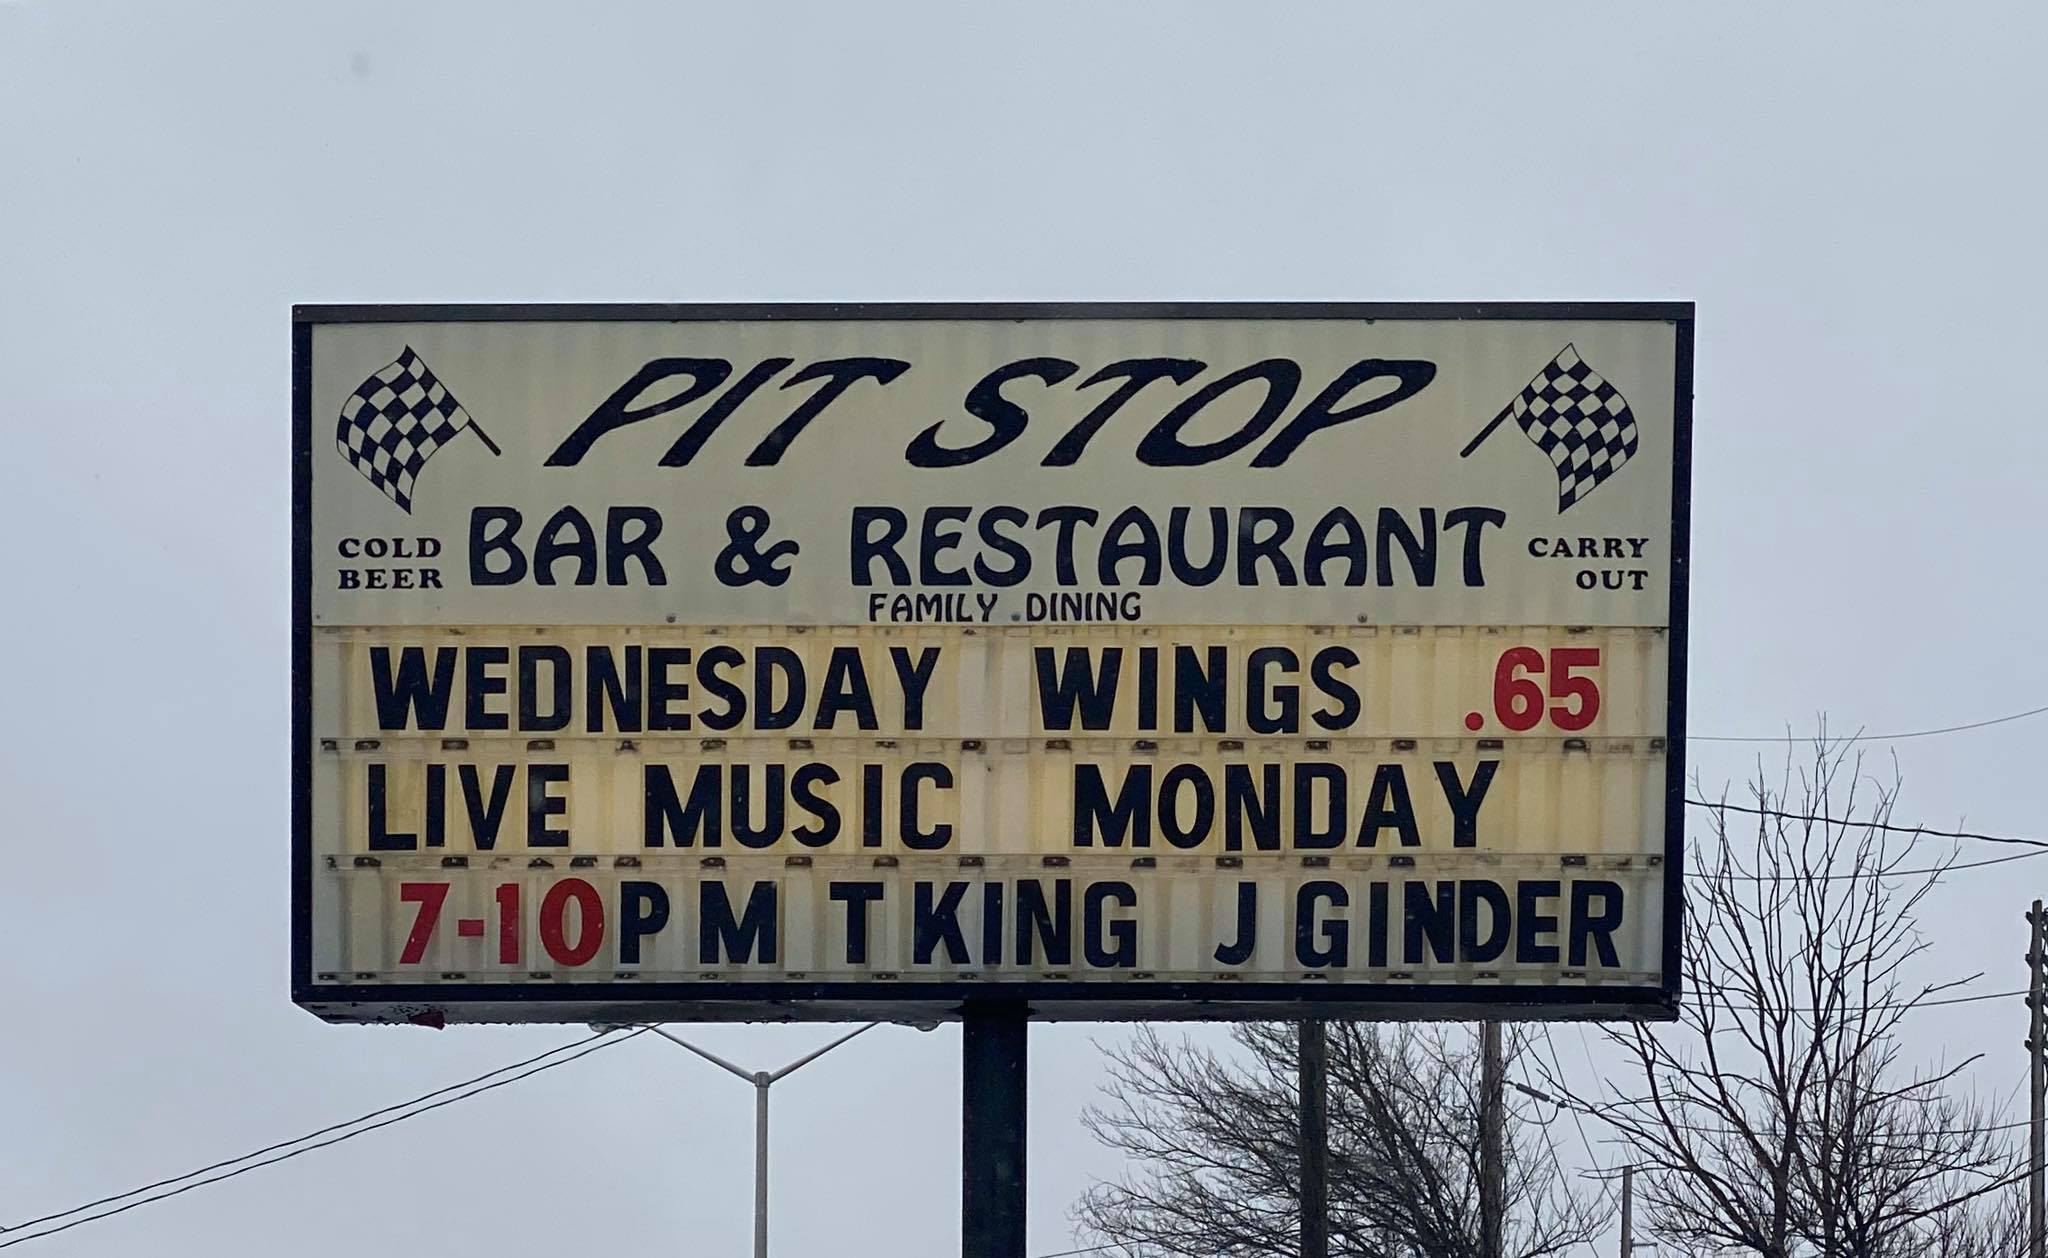 PIT STOP
COLD BEER
BAR & RESTAURANT
CARRY OUT
FAMILY DINING
WEDNESDAY WINGS .65
LIVE MUSIC MONDAY
7-10PM T KING J GINDER